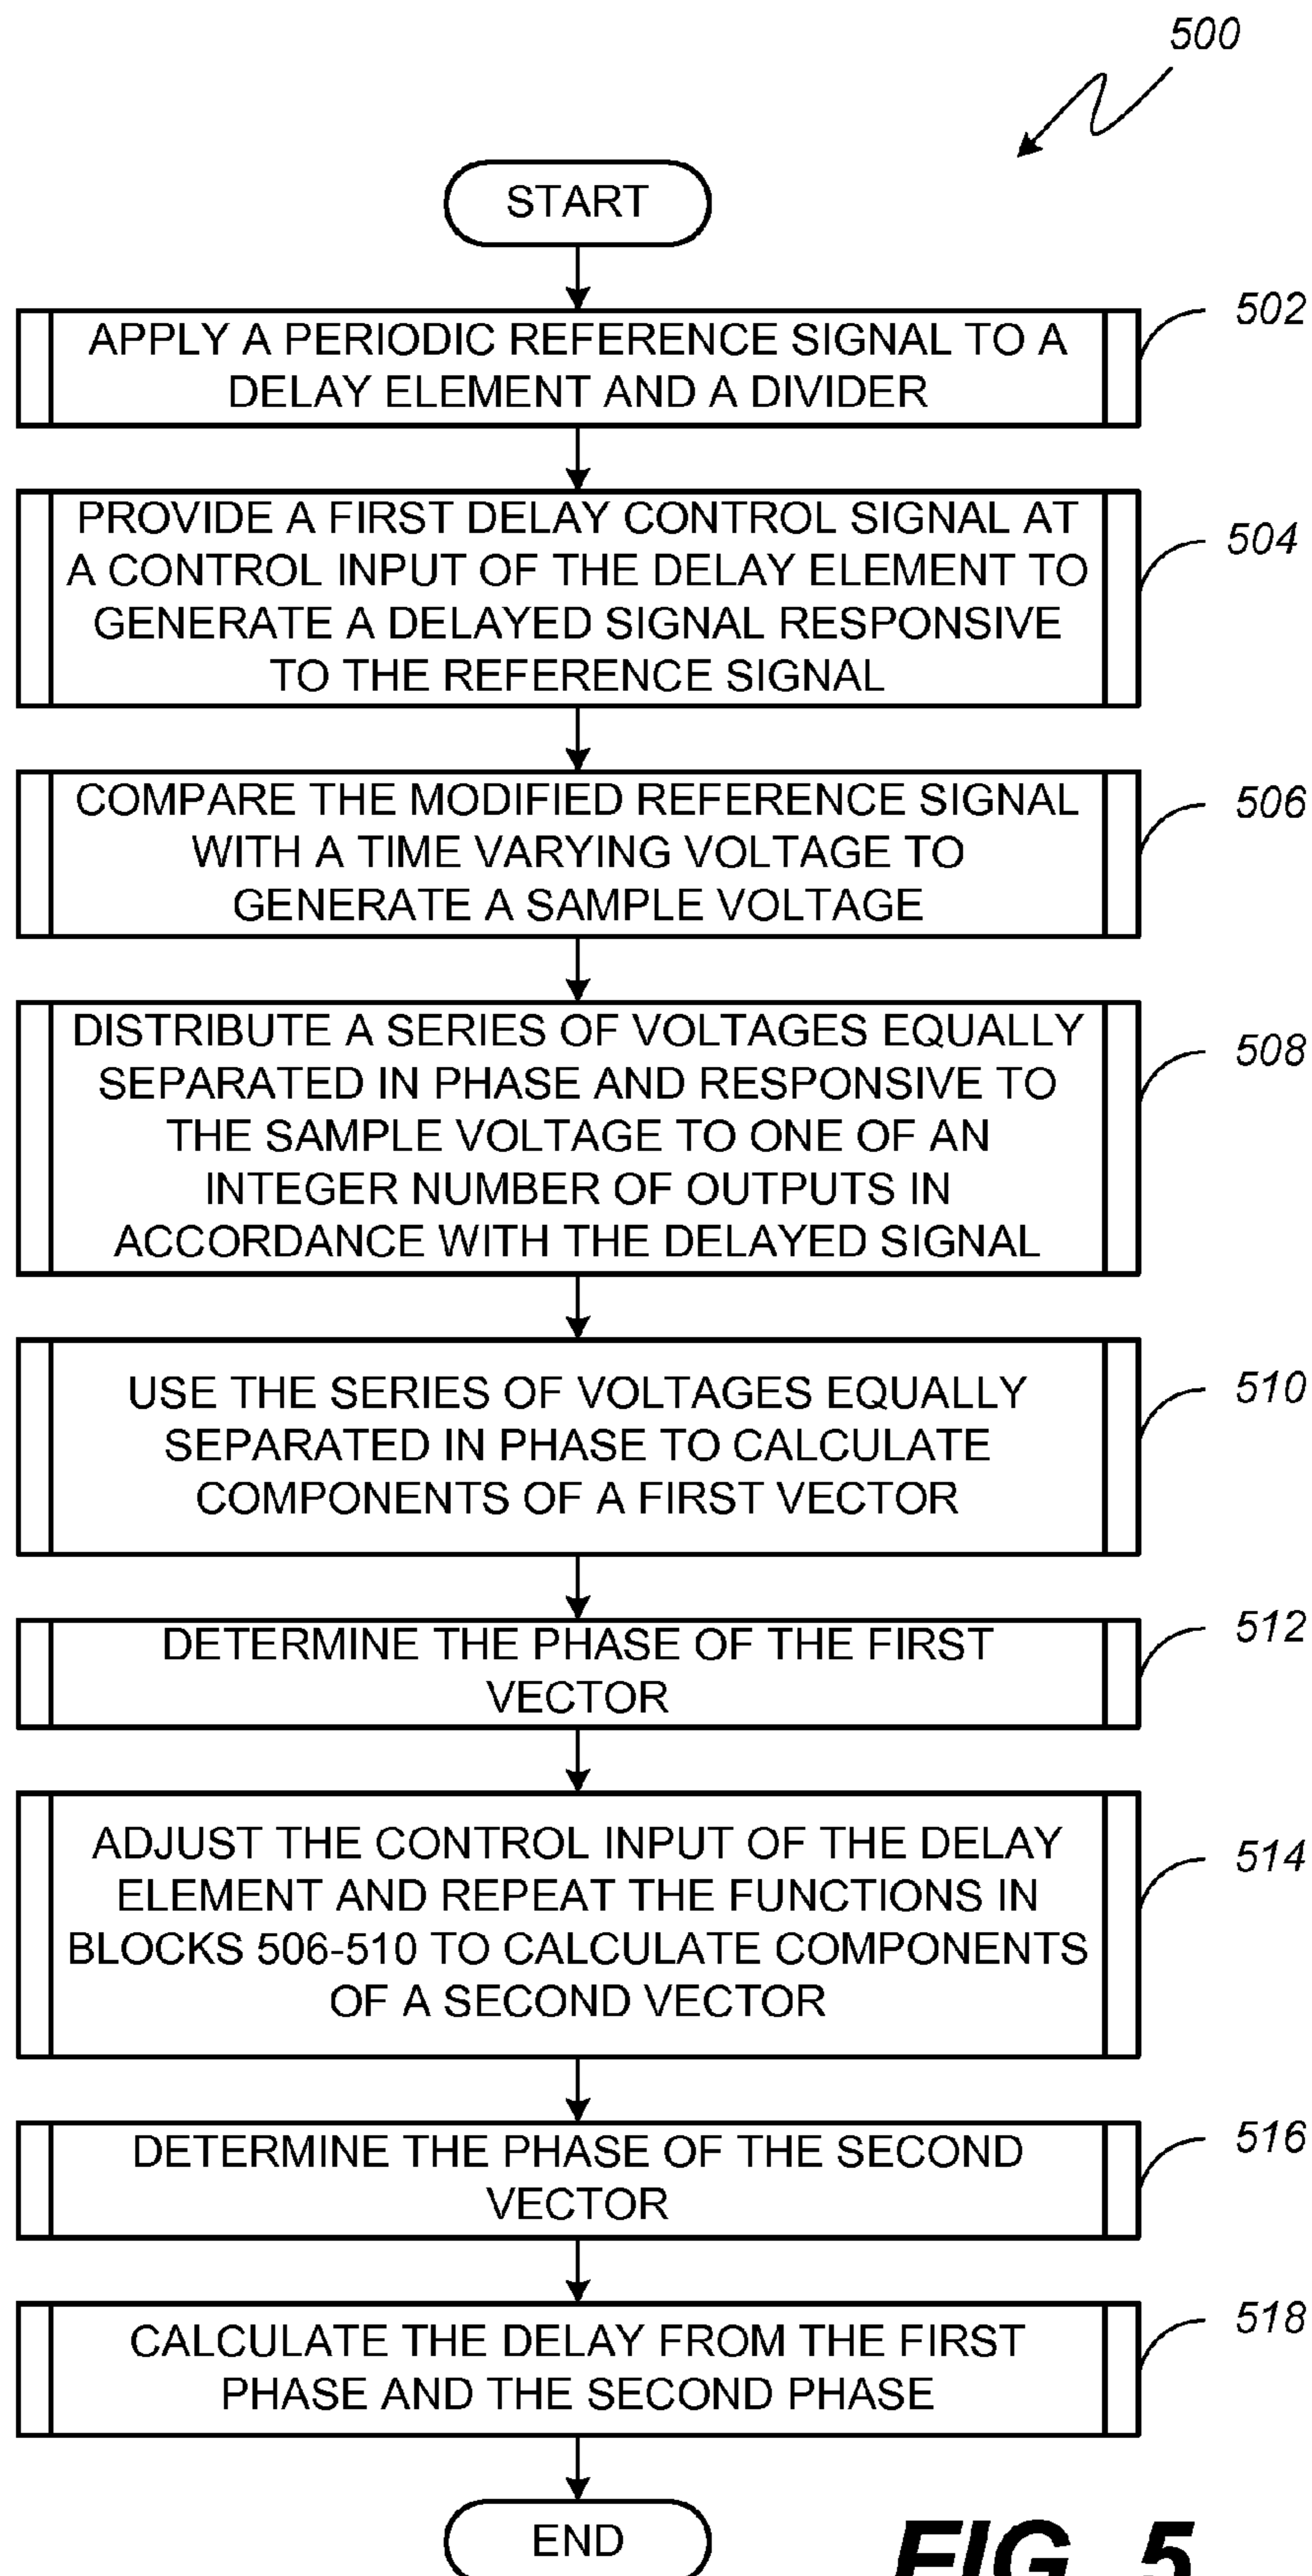 500
START
APPLY A PERIODIC REFERENCE SIGNAL TO A
DELAY ELEMENT AND A DIVIDER
502
PROVIDE A FIRST DELAY CONTROL SIGNAL AT
A CONTROL INPUT OF THE DELAY ELEMENT TO
GENERATE A DELAYED SIGNAL RESPONSIVE
TO THE REFERENCE SIGNAL
504
COMPARE THE MODIFIED REFERENCE SIGNAL
WITH A TIME VARYING VOLTAGE TO
GENERATE A SAMPLE VOLTAGE
506
DISTRIBUTE A SERIES OF VOLTAGES EQUALLY
SEPARATED IN PHASE AND RESPONSIVE TO
THE SAMPLE VOLTAGE TO ONE OF AN
INTEGER NUMBER OF OUTPUTS IN
ACCORDANCE WITH THE DELAYED SIGNAL
508
USE THE SERIES OF VOLTAGES EQUALLY
SEPARATED IN PHASE TO CALCULATE
COMPONENTS OF A FIRST VECTOR
510
DETERMINE THE PHASE OF THE FIRST
VECTOR
512
ADJUST THE CONTROL INPUT OF THE DELAY
ELEMENT AND REPEAT THE FUNCTIONS IN
BLOCKS 506-510 TO CALCULATE COMPONENTS
OF A SECOND VECTOR
514
DETERMINE THE PHASE OF THE SECOND
VECTOR
516
CALCULATE THE DELAY FROM THE FIRST
PHASE AND THE SECOND PHASE
518
END
FIG. 5